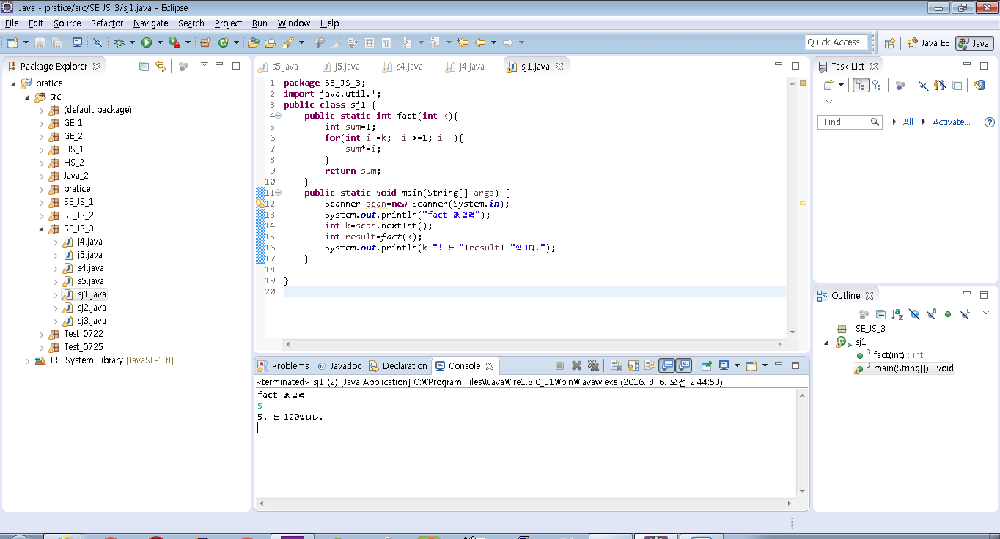 Java - pratice/src/SE_JS_3/sj1.java - Eclipse
File Edit Source Refactor Navigate Search Project Run Window Help
Quick Access
Java EE
Java
Package Explorer
pratice
src
(default package)
GE_1
GE_2
HS_1
HS_2
Java_2
pratice
SE_JS_1
SE_JS_2
SE_JS_3
j4.java
j5.java
s4.java
s5.java
sj1.java
sj2.java
sj3.java
Test_0722
Test_0725
JRE System Library [JavaSE-1.8]
s5.java j5.java s4.java j4.java sj1.java
1 package SE_JS_3;
2 import java.util.*;
3 public class sj1 {
4 public static int fact(int k){
5 int sum=1;
6 for(int i =k; i >=1; i--){
7 sum*=i;
8 }
9 return sum;
10 }
11 public static void main(String[] args) {
12 Scanner scan=new Scanner(System.in);
13 System.out.println("fact 값입력");
14 int k=scan.nextInt();
15 int result=fact(k);
16 System.out.println(k+"! 는 "+result+ "입니다.");
17 }
18
19 }
20
Problems @ Javadoc Declaration Console
<terminated> sj1 (2) [Java Application] C:₩Program Files₩Java₩jre1.8.0_31₩bin₩javaw.exe (2016. 8. 6. 오전 2:44:53)
fact 값입력
5
5! 는 120입니다.
Task List
Find
All
Activate...
Outline
SE_JS_3
sj1
fact(int) : int
main(String[]) : void